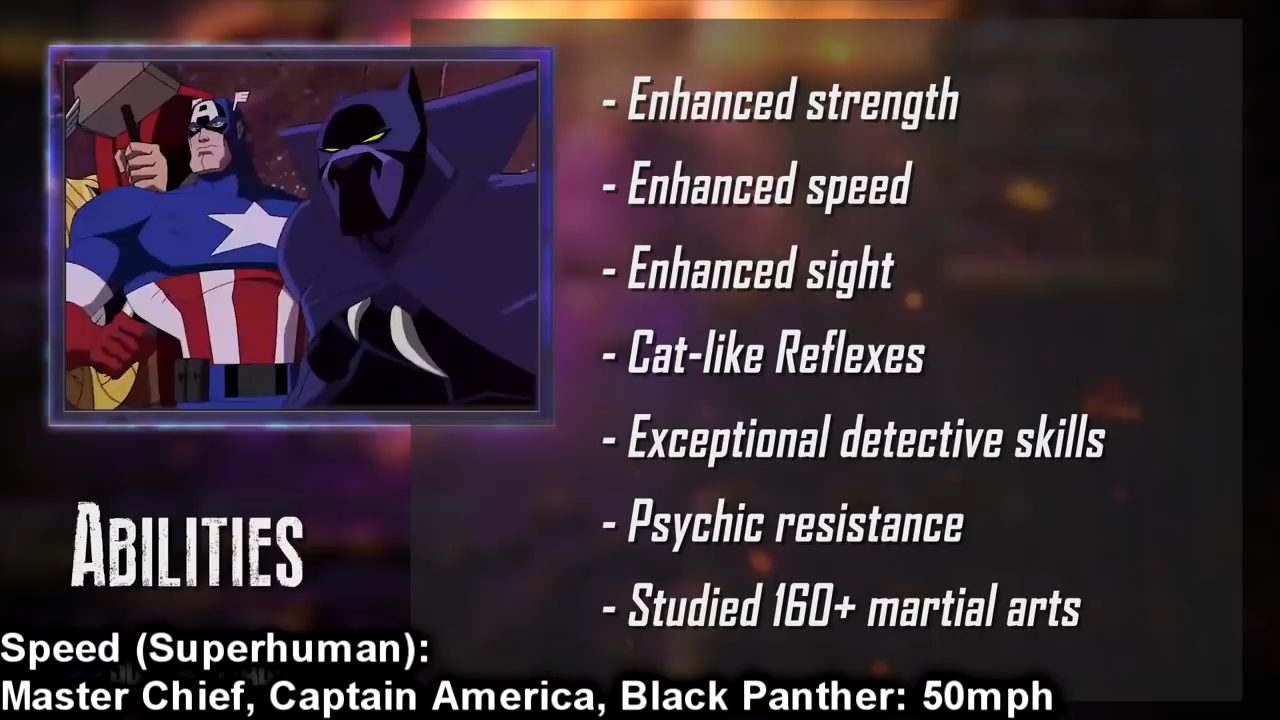 - Enhanced strength
- Enhanced speed
- Enhanced sight
- Cat-like Reflexes
- Exceptional detective skills
- Psychic resistance
- Studied 160+ martial arts
A
ABILITIES
Speed (Superhuman):
Master Chief, Captain America, Black Panther: 50mph